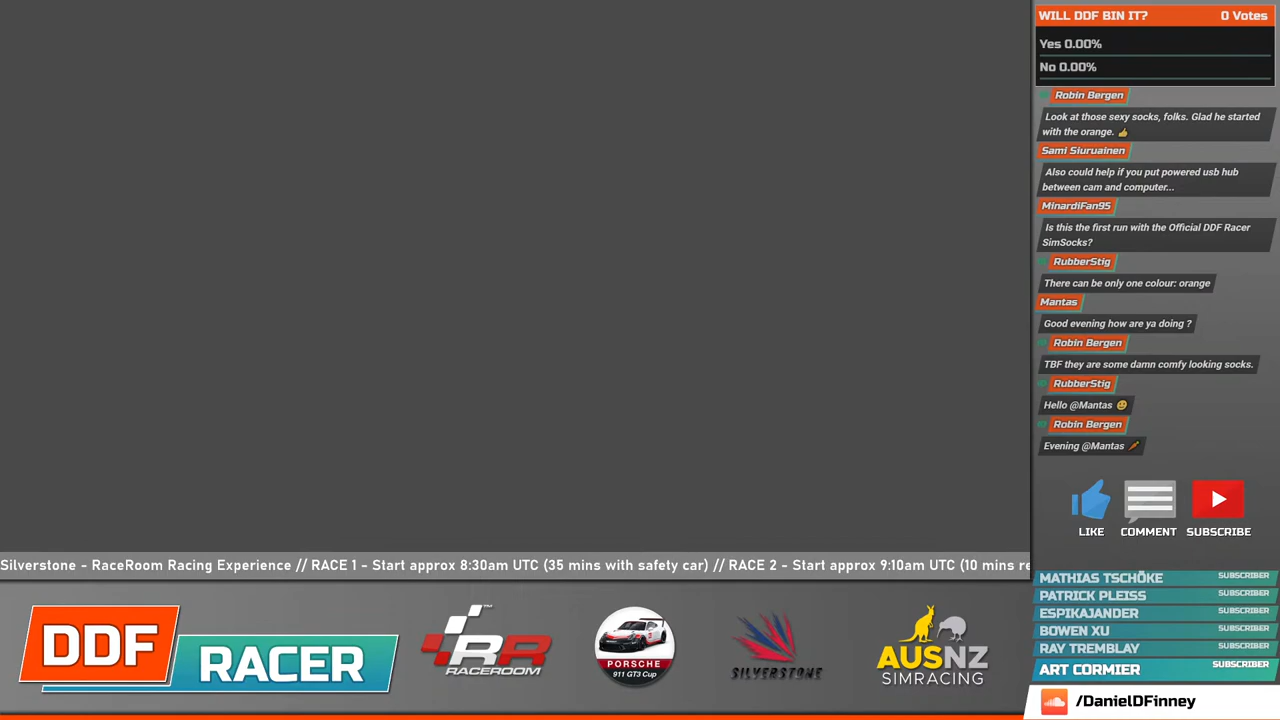 WILL DDF BIN IT? 0 Votes
Yes 0.00%
No 0.00%
Robin Bergen
Look at those sexy socks, folks. Glad he started
with the orange. 👍
Sami Siuruainen
Also could help if you put powered usb hub
between cam and computer...
MinardiFan95
Is this the first run with the Official DDF Racer
SimSocks?
RubberStig
There can be only one colour: orange
Mantas
Good evening how are ya doing ?
Robin Bergen
TBF they are some damn comfy looking socks.
RubberStig
Hello @Mantas 🙂
Robin Bergen
Evening @Mantas 🥕
LIKE COMMENT SUBSCRIBE
Silverstone - RaceRoom Racing Experience // RACE 1 - Start approx 8:30am UTC (35 mins with safety car) // RACE 2 - Start approx 9:10am UTC (10 mins re
MATHIAS TSCHÖKE SUBSCRIBER
PATRICK PLEISS SUBSCRIBER
ESPIKAJANDER SUBSCRIBER
BOWEN XU SUBSCRIBER
RAY TREMBLAY SUBSCRIBER
ART CORMIER SUBSCRIBER
/DanielDFinney
DDF
RACER
RR™
RACEROOM
PORSCHE
911 GT3 Cup
SILVERSTONE
AUSNZ
SIMRACING